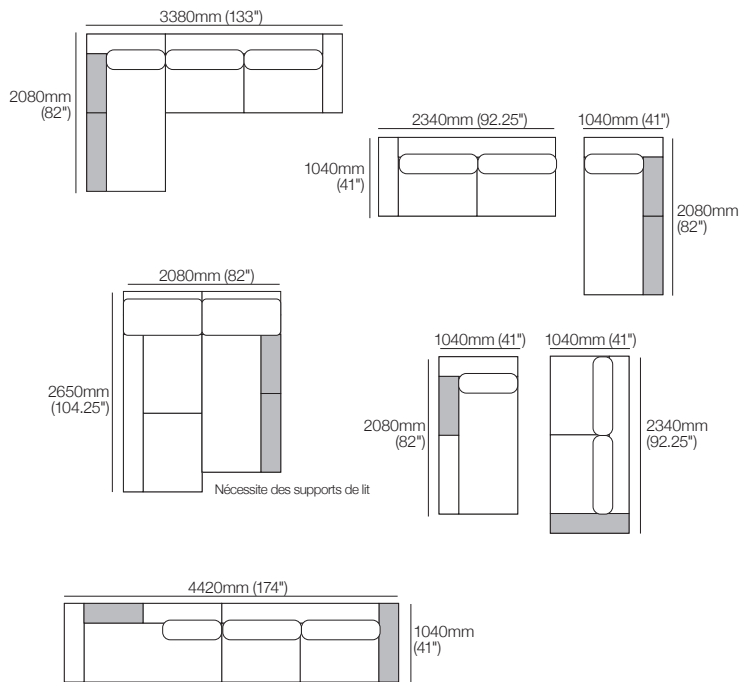 3380mm (133")
2080mm
(82")
2340mm (92.25")
1040mm (41")
1040mm
(41")
2080mm
(82")
2080mm (82")
2650mm
(104.25")
Nécessite des supports de lit
1040mm (41")
1040mm (41")
2080mm
(82")
2340mm
(92.25")
4420mm (174")
1040mm
(41")